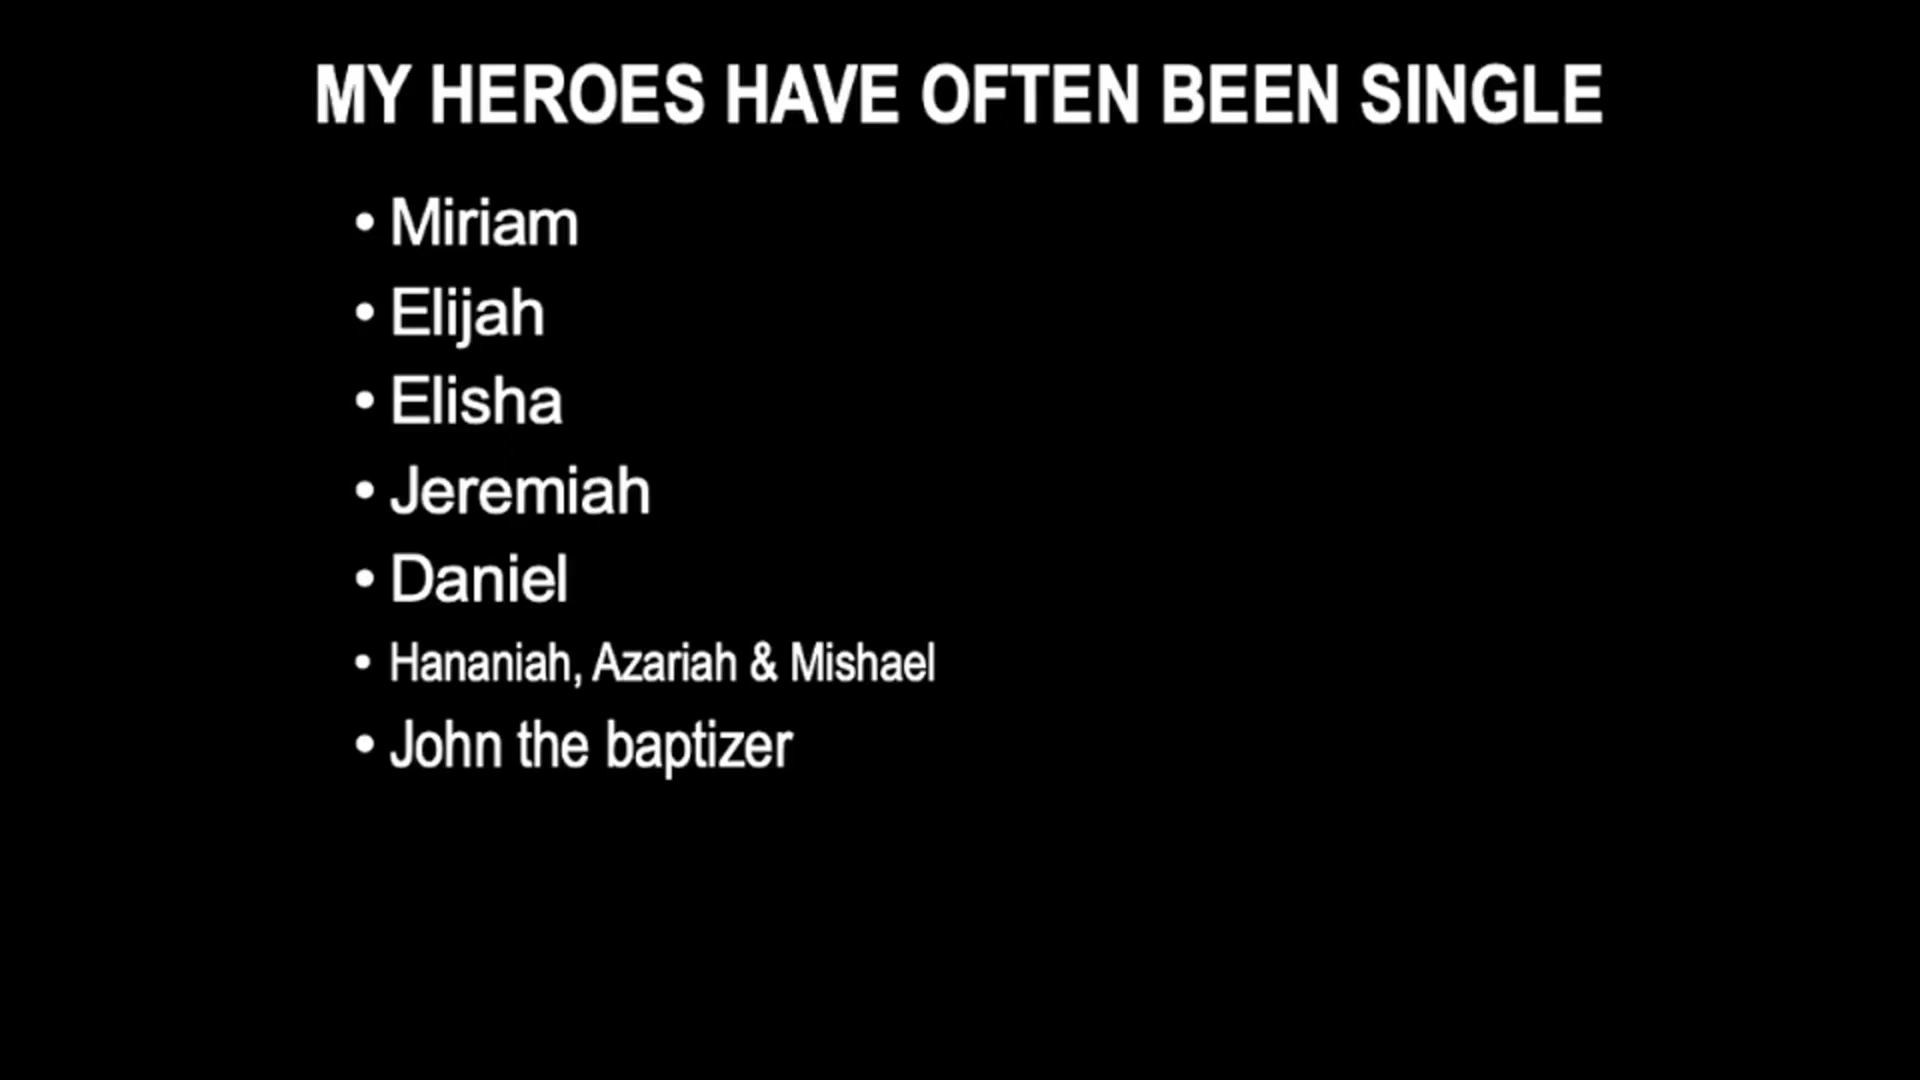 MY HEROES HAVE OFTEN BEEN SINGLE
• Miriam
• Elijah
• Elisha
• Jeremiah
• Daniel
• Hananiah, Azariah & Mishael
• John the baptizer